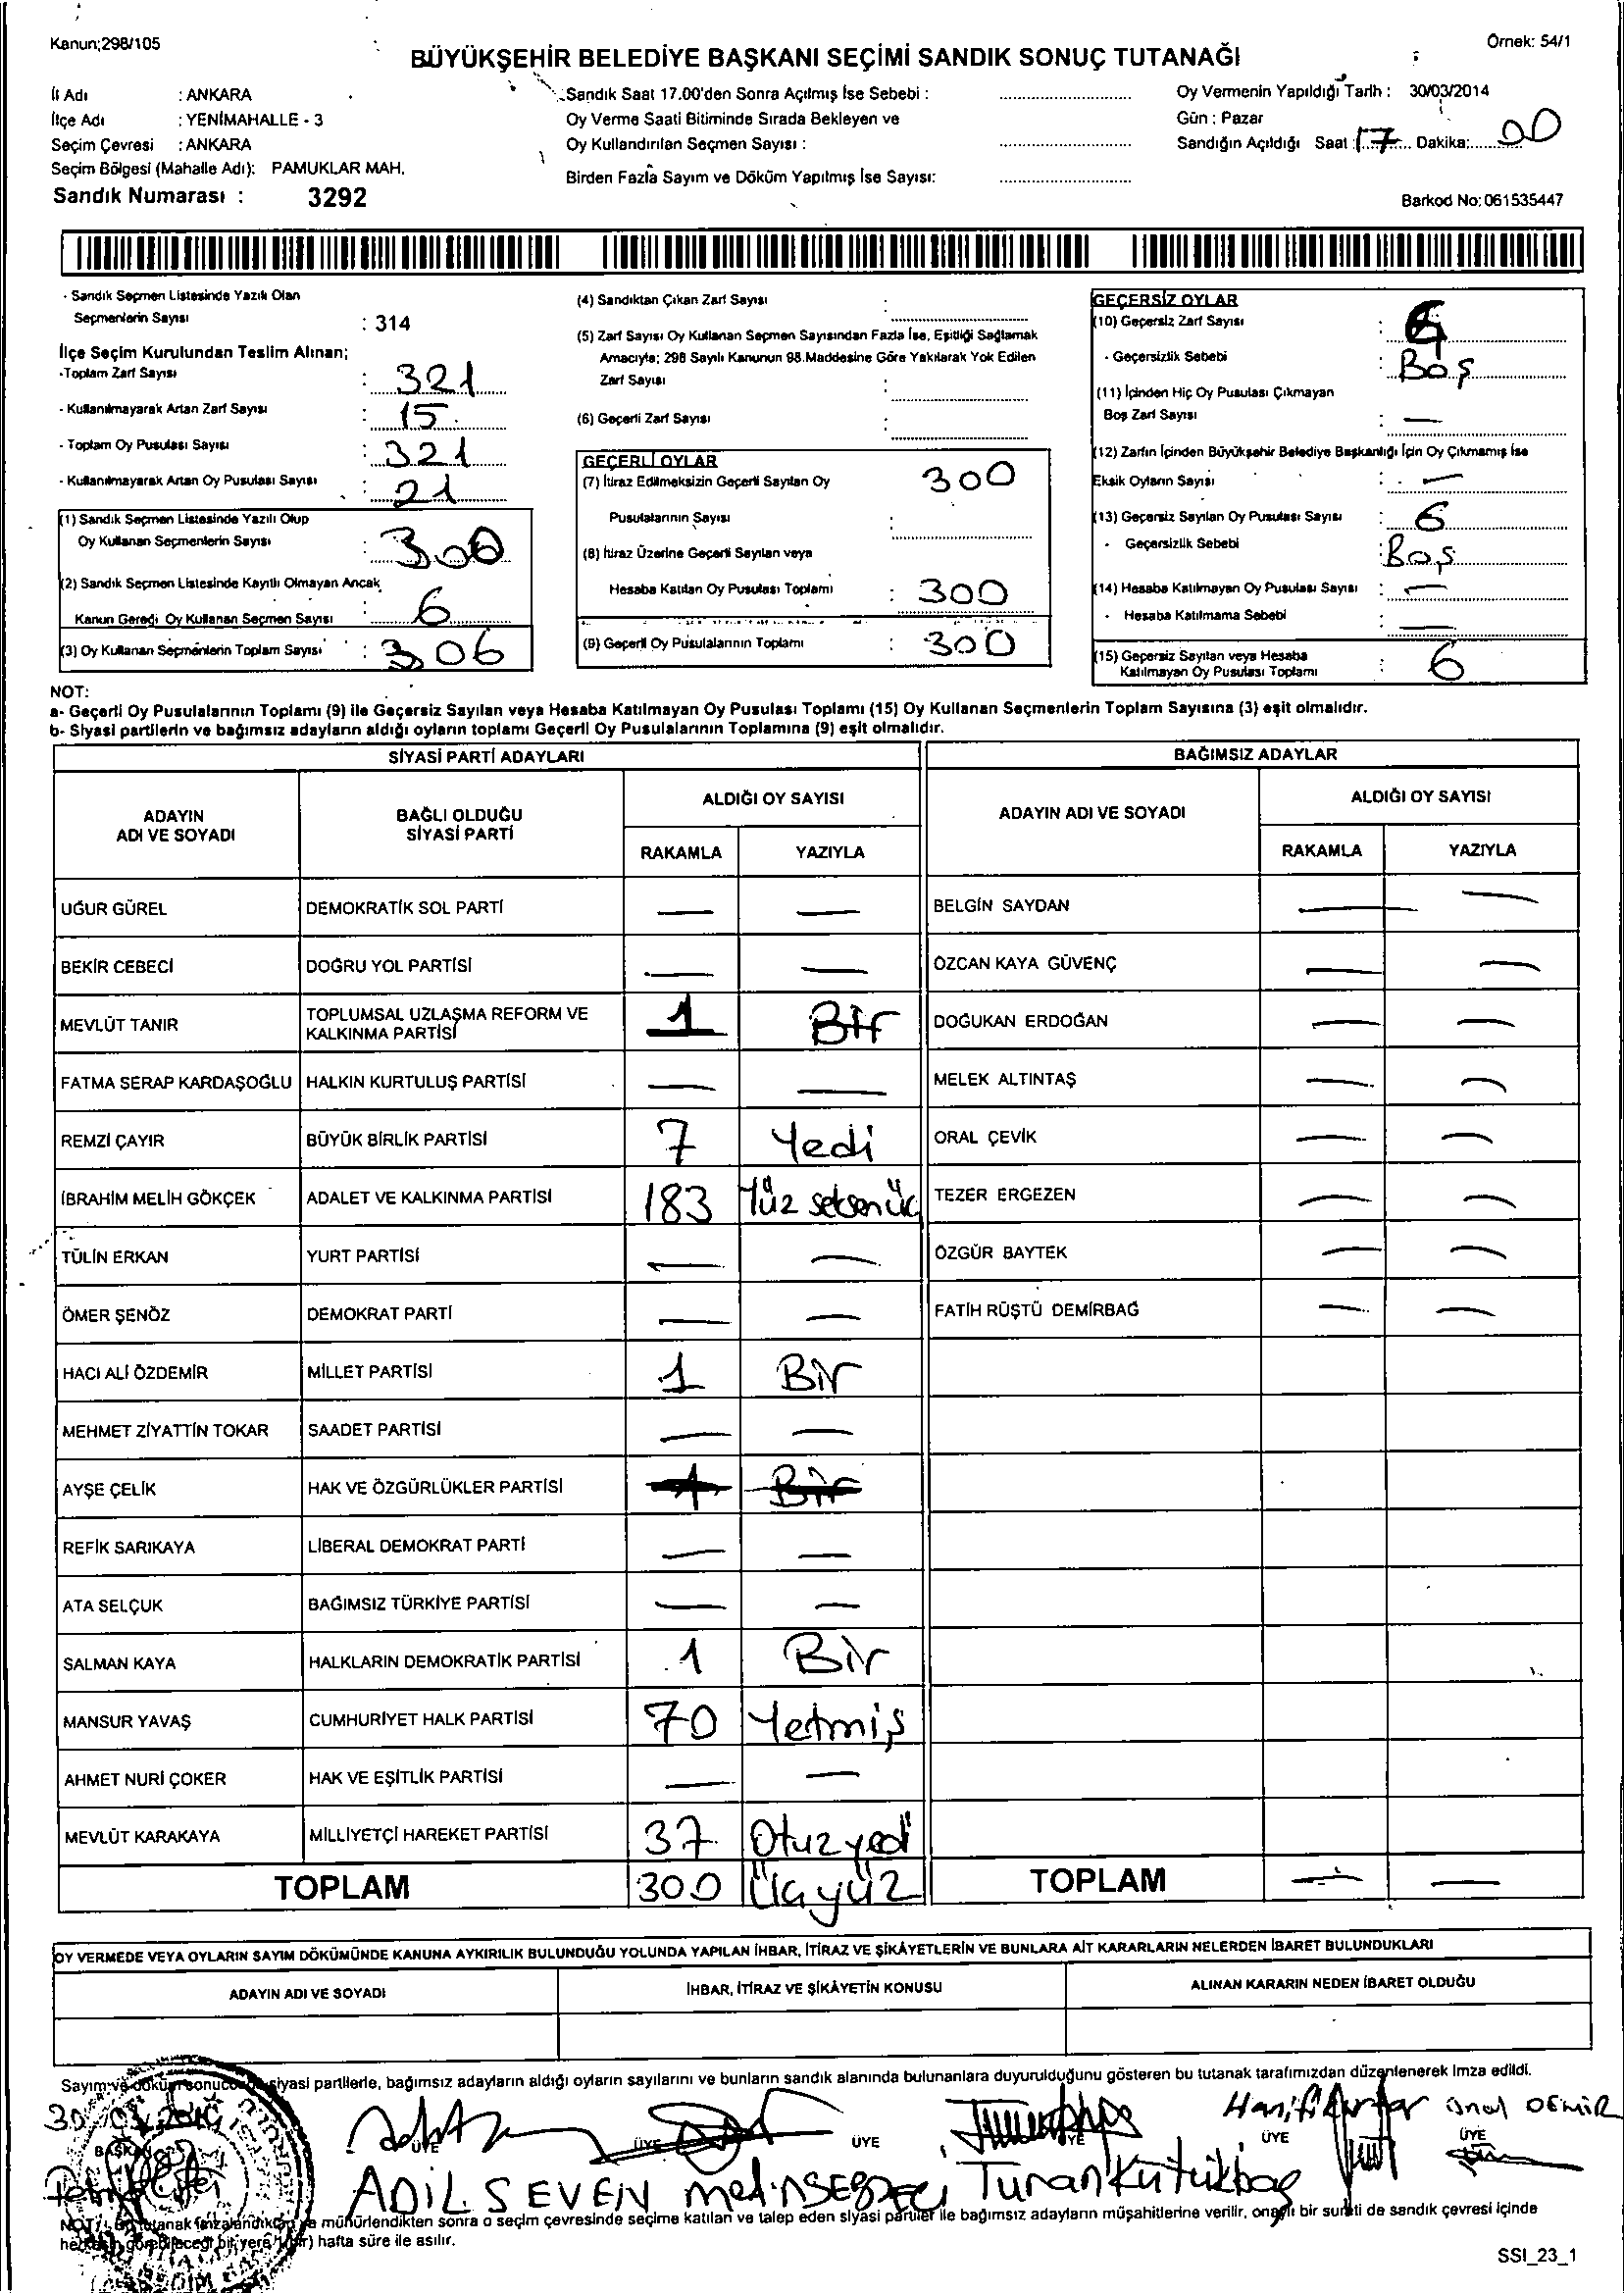 Kanun;298/105
Örnek: 54/1
BÜYÜKŞEHİR BELEDİYE BAŞKANI SEÇİMİ SANDIK SONUÇ TUTANAĞI
İl Adı : ANKARA
İlçe Adı : YENİMAHALLE - 3
Seçim Çevresi : ANKARA
Seçim Bölgesi (Mahalle Adı): PAMUKLAR MAH.
Sandık Numarası : 3292
Sandık Saat 17.00'den Sonra Açılmış İse Sebebi :
Oy Verme Saati Bitiminde Sırada Bekleyen ve
Oy Kullandırılan Seçmen Sayısı :
Birden Fazla Sayım ve Döküm Yapılmış İse Sayısı:
Oy Vermenin Yapıldığı Tarih : 30/03/2014
Gün : Pazar
Sandığın Açıldığı Saat : 17 Dakika: 00
Barkod No: 061535447
- Sandık Seçmen Listesinde Yazılı Olan
Seçmenlerin Sayısı : 314
İlçe Seçim Kurulundan Teslim Alınan;
-Toplam Zarf Sayısı : 321
- Kullanılmayarak Artan Zarf Sayısı : 15
- Toplam Oy Pusulası Sayısı : 321
- Kullanılmayarak Artan Oy Pusulası Sayısı : 21
(1) Sandık Seçmen Listesinde Yazılı Olup
Oy Kullanan Seçmenlerin Sayısı : 300
(2) Sandık Seçmen Listesinde Kayıtlı Olmayan Ancak
Kanun Gereği Oy Kullanan Seçmen Sayısı : 6
(3) Oy Kullanan Seçmenlerin Toplam Sayısı : 306
(4) Sandıktan Çıkan Zarf Sayısı :
(5) Zarf Sayısı Oy Kullanan Seçmen Sayısından Fazla İse, Eşitliği Sağlamak
Amacıyla; 298 Sayılı Kanunun 98.Maddesine Göre Yakılarak Yok Edilen
Zarf Sayısı :
(6) Geçerli Zarf Sayısı :
GEÇERLİ OYLAR
(7) İtiraz Edilmeksizin Geçerli Sayılan Oy 300
Pusulalarının Sayısı :
(8) İtiraz Üzerine Geçerli Sayılan veya
Hesaba Katılan Oy Pusulası Toplamı : 300
(9) Geçerli Oy Pusulalarının Toplamı : 300
GEÇERSİZ OYLAR
(10) Geçersiz Zarf Sayısı :
- Geçersizlik Sebebi : Boş
(11) İçinden Hiç Oy Pusulası Çıkmayan
Boş Zarf Sayısı : —
(12) Zarfın İçinden Büyükşehir Belediye Başkanlığı İçin Oy Çıkmamış İse
Eksik Oyların Sayısı : —
(13) Geçersiz Sayılan Oy Pusulası Sayısı : 6
- Geçersizlik Sebebi : Boş
(14) Hesaba Katılmayan Oy Pusulası Sayısı : —
- Hesaba Katılmama Sebebi : —
(15) Geçersiz Sayılan veya Hesaba
Katılmayan Oy Pusulası Toplamı : 6
NOT:
a- Geçerli Oy Pusulalarının Toplamı (9) ile Geçersiz Sayılan veya Hesaba Katılmayan Oy Pusulası Toplamı (15) Oy Kullanan Seçmenlerin Toplam Sayısına (3) eşit olmalıdır.
b- Siyasi partilerin ve bağımsız adayların aldığı oyların toplamı Geçerli Oy Pusulalarının Toplamına (9) eşit olmalıdır.
SİYASİ PARTİ ADAYLARI
ADAYIN
ADI VE SOYADI
BAĞLI OLDUĞU
SİYASİ PARTİ
ALDIĞI OY SAYISI
RAKAMLA YAZIYLA
UĞUR GÜREL DEMOKRATİK SOL PARTİ — —
BEKİR CEBECİ DOĞRU YOL PARTİSİ — —
MEVLÜT TANIR TOPLUMSAL UZLAŞMA REFORM VE
KALKINMA PARTİSİ 1 Bir
FATMA SERAP KARDAŞOĞLU HALKIN KURTULUŞ PARTİSİ — —
REMZİ ÇAYIR BÜYÜK BİRLİK PARTİSİ 7 Yedi
İBRAHİM MELİH GÖKÇEK ADALET VE KALKINMA PARTİSİ 183 Yüz seksen üç
TÜLİN ERKAN YURT PARTİSİ — —
ÖMER ŞENÖZ DEMOKRAT PARTİ — —
HACI ALİ ÖZDEMİR MİLLET PARTİSİ 1 Bir
MEHMET ZİYATTİN TOKAR SAADET PARTİSİ — —
AYŞE ÇELİK HAK VE ÖZGÜRLÜKLER PARTİSİ 1 Bir
REFİK SARIKAYA LİBERAL DEMOKRAT PARTİ — —
ATA SELÇUK BAĞIMSIZ TÜRKİYE PARTİSİ — —
SALMAN KAYA HALKLARIN DEMOKRATİK PARTİSİ 1 Bir
MANSUR YAVAŞ CUMHURİYET HALK PARTİSİ 70 Yetmiş
AHMET NURİ ÇOKER HAK VE EŞİTLİK PARTİSİ — —
MEVLÜT KARAKAYA MİLLİYETÇİ HAREKET PARTİSİ 37 Otuz yedi
TOPLAM 300 Üçyüz
BAĞIMSIZ ADAYLAR
ADAYIN ADI VE SOYADI
ALDIĞI OY SAYISI
RAKAMLA YAZIYLA
BELGİN SAYDAN — —
ÖZCAN KAYA GÜVENÇ — —
DOĞUKAN ERDOĞAN — —
MELEK ALTINTAŞ — —
ORAL ÇEVİK — —
TEZER ERGEZEN — —
ÖZGÜR BAYTEK — —
FATİH RÜŞTÜ DEMİRBAĞ — —
TOPLAM — —
OY VERMEDE VEYA OYLARIN SAYIM DÖKÜMÜNDE KANUNA AYKIRILIK BULUNDUĞU YOLUNDA YAPILAN İHBAR, İTİRAZ VE ŞİKÂYETLERİN VE BUNLARA AİT KARARLARIN NELERDEN İBARET BULUNDUKLARI
ADAYIN ADI VE SOYADI
İHBAR, İTİRAZ VE ŞİKÂYETİN KONUSU
ALINAN KARARIN NEDEN İBARET OLDUĞU
Sayım ve döküm sonucunda siyasi partilerle, bağımsız adayların aldığı oyların sayılarını ve bunların sandık alanında bulunanlara duyurulduğunu gösteren bu tutanak tarafımızdan düzenlenerek imza edildi.
BAŞKAN ÜYE ÜYE ÜYE ÜYE ÜYE ÜYE
Ünal DEMİR
ADİL SEVEN Turan Kütükbaş
NOT: Bu tutanak imzalandıktan ve mühürlendikten sonra o seçim çevresinde seçime katılan ve talep eden siyasi partiler ile bağımsız adayların müşahitlerine verilir, onaylı bir sureti de sandık çevresi içinde
herkesin görebileceği bir yere 1 (bir) hafta süre ile asılır.
SSI_23_1